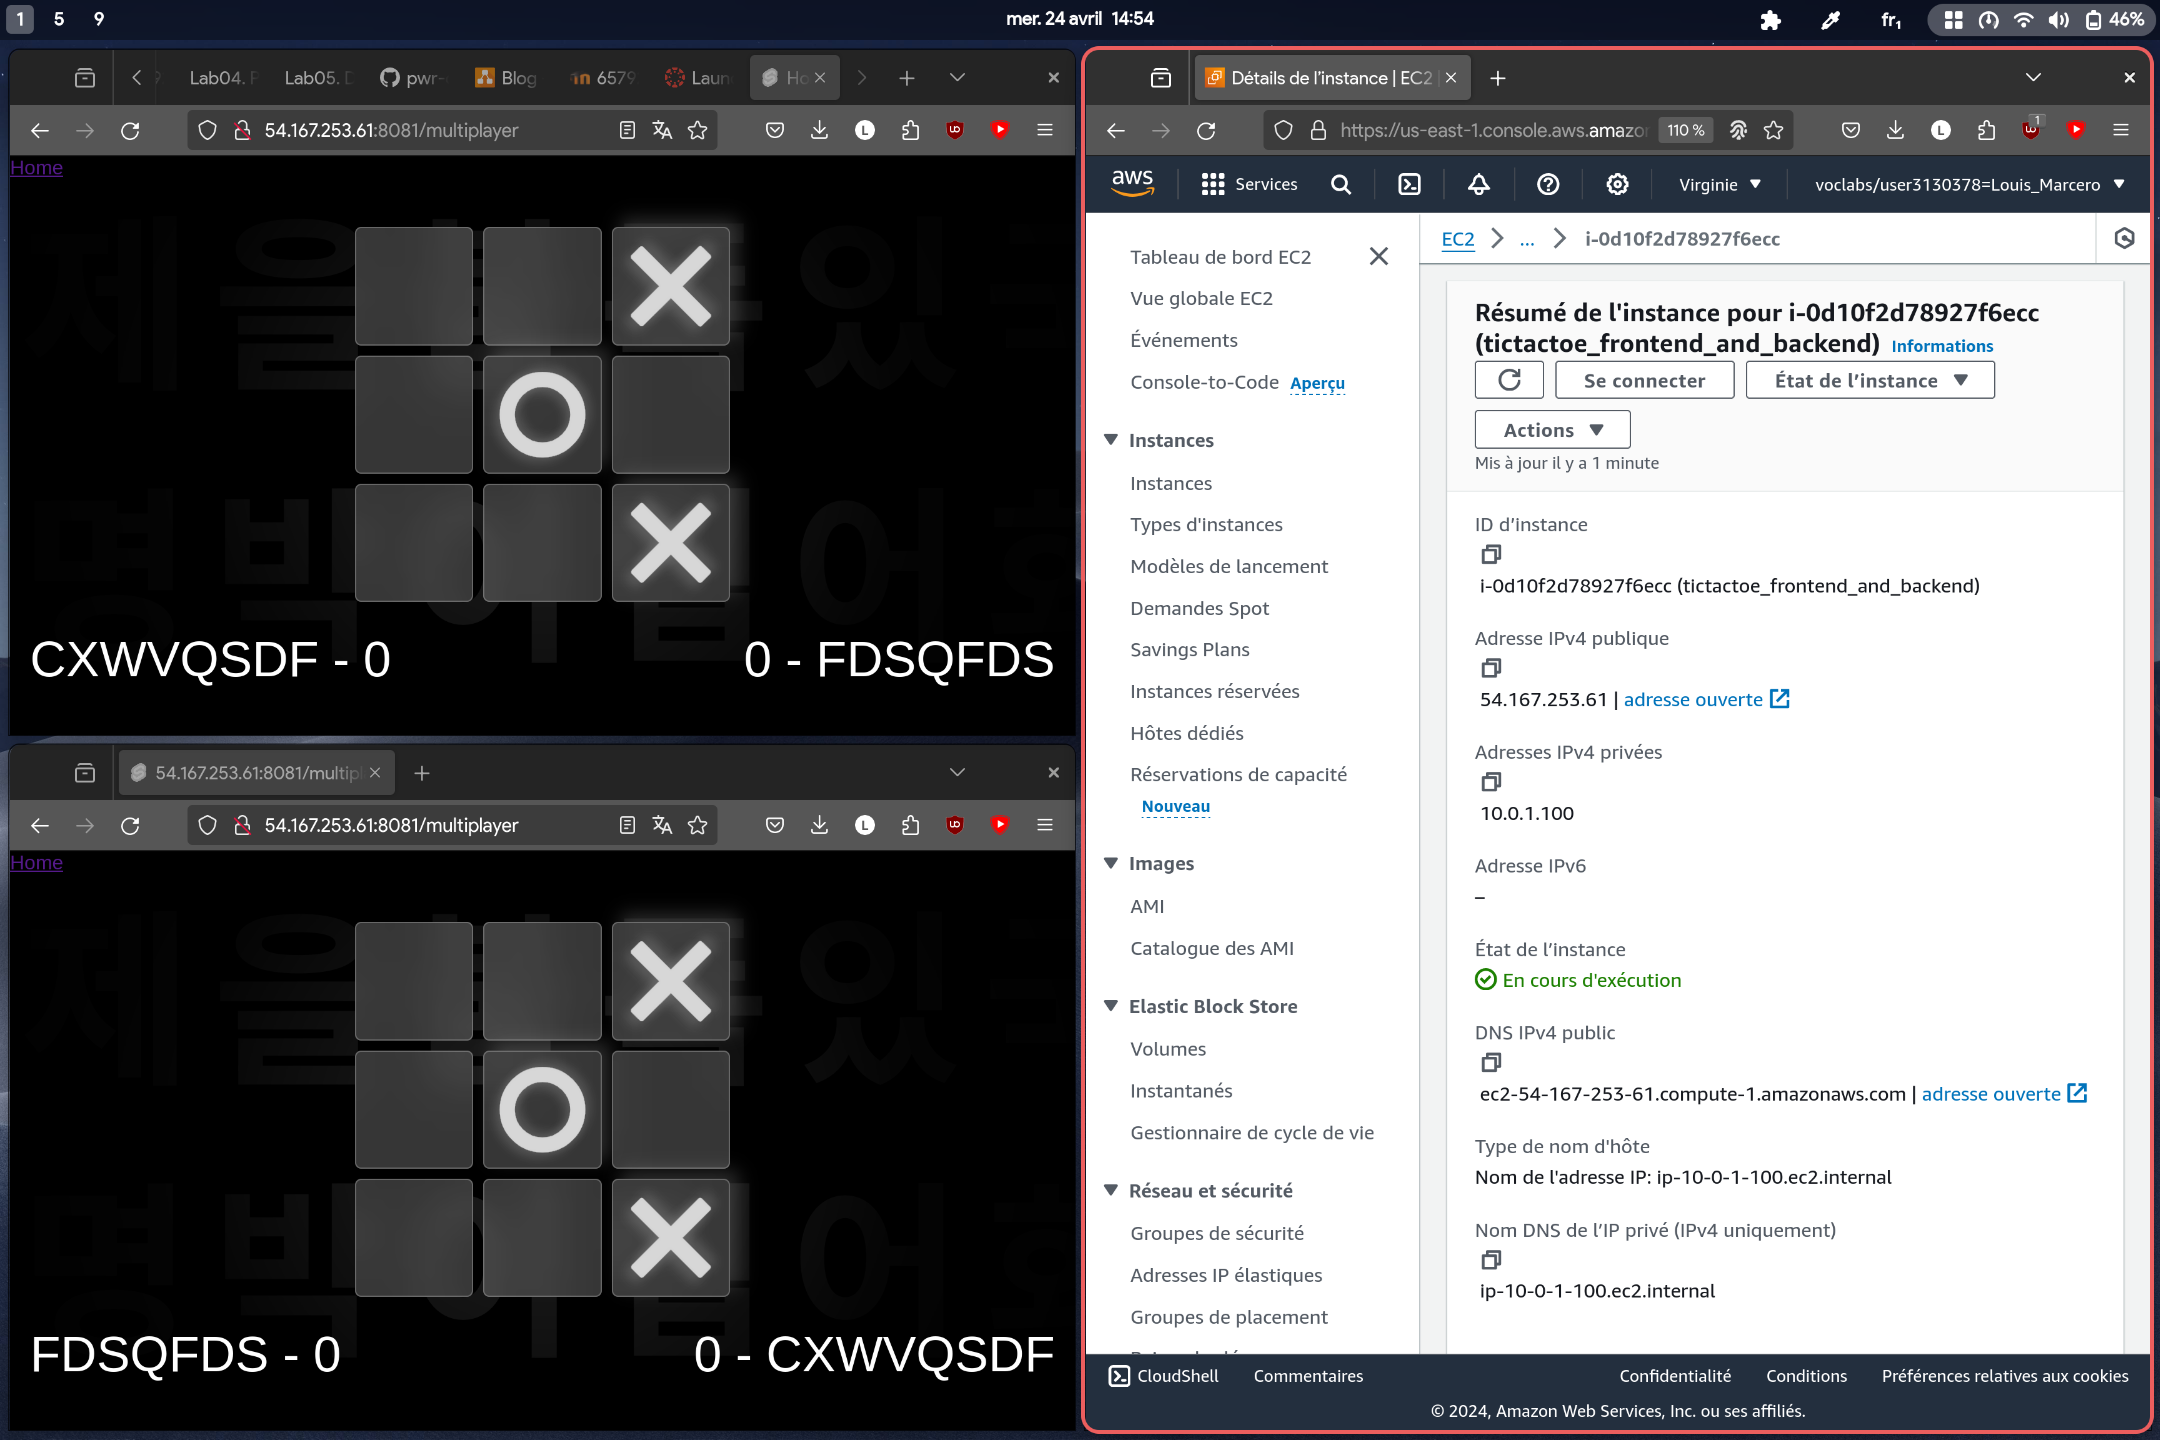 1 5 9
mer. 24 avril 14:54
fr₁
46%
Lab04. P
Lab05. D
pwr-
Blog
6579
Laun
Ho
54.167.253.61:8081/multiplayer
Home
CXWVQSDF - 0
0 - FDSQFDS
54.167.253.61:8081/multipl
54.167.253.61:8081/multiplayer
Home
FDSQFDS - 0
0 - CXWVQSDF
Détails de l'instance | EC2 |
https://us-east-1.console.aws.amazon
110 %
1
aws
Services
Virginie
voclabs/user3130378=Louis_Marcero
Tableau de bord EC2
Vue globale EC2
Événements
Console-to-Code Aperçu
Instances
Instances
Types d'instances
Modèles de lancement
Demandes Spot
Savings Plans
Instances réservées
Hôtes dédiés
Réservations de capacité
Nouveau
Images
AMI
Catalogue des AMI
Elastic Block Store
Volumes
Instantanés
Gestionnaire de cycle de vie
Réseau et sécurité
Groupes de sécurité
Adresses IP élastiques
Groupes de placement
EC2
...
i-0d10f2d78927f6ecc
Résumé de l'instance pour i-0d10f2d78927f6ecc
(tictactoe_frontend_and_backend) Informations
Se connecter
État de l’instance
Actions
Mis à jour il y a 1 minute
ID d’instance
i-0d10f2d78927f6ecc (tictactoe_frontend_and_backend)
Adresse IPv4 publique
54.167.253.61 | adresse ouverte
Adresses IPv4 privées
10.0.1.100
Adresse IPv6
–
État de l’instance
En cours d'exécution
DNS IPv4 public
ec2-54-167-253-61.compute-1.amazonaws.com | adresse ouverte
Type de nom d'hôte
Nom de l'adresse IP: ip-10-0-1-100.ec2.internal
Nom DNS de l’IP privé (IPv4 uniquement)
ip-10-0-1-100.ec2.internal
CloudShell
Commentaires
Confidentialité
Conditions
Préférences relatives aux cookies
© 2024, Amazon Web Services, Inc. ou ses affiliés.